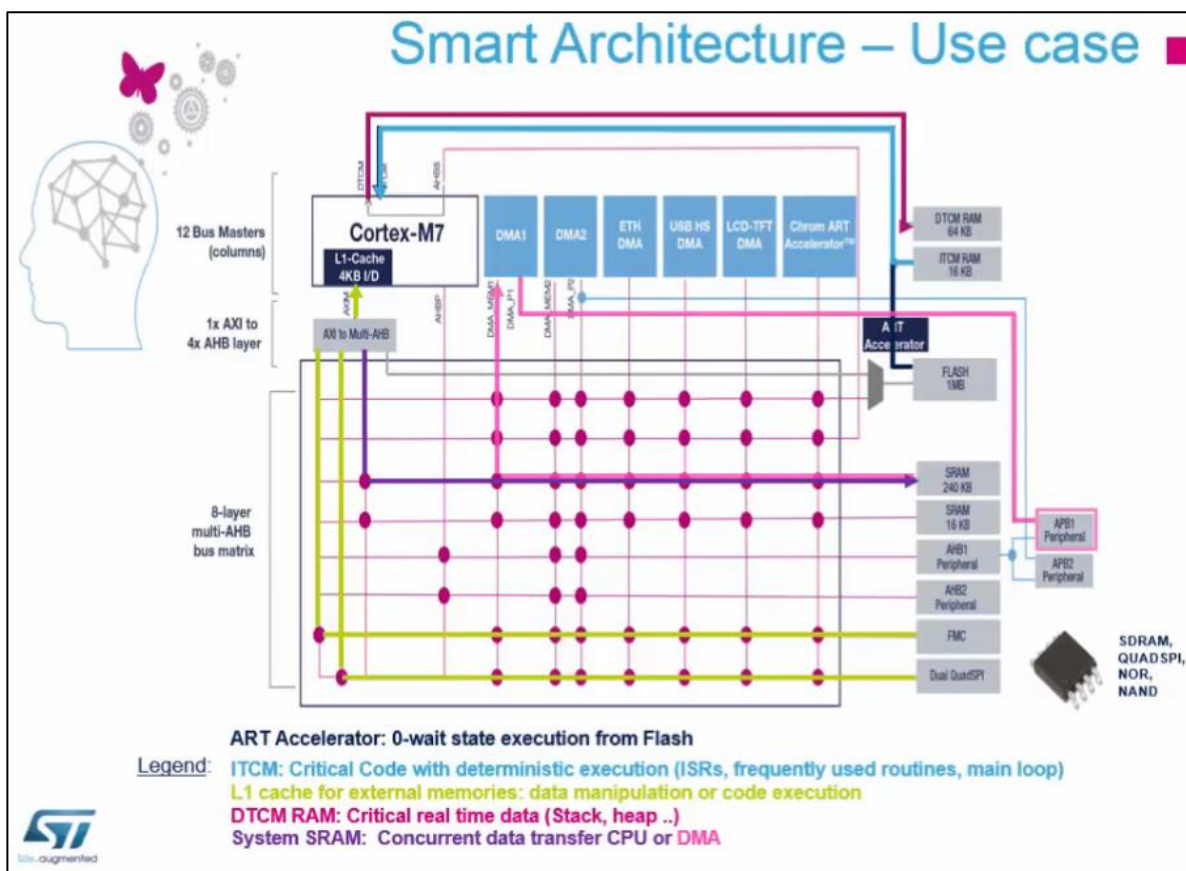 Smart Architecture – Use case
12 Bus Masters
(columns)
1x AXI to
4x AHB layer
8-layer
multi-AHB
bus matrix
DTCM
AHBS
Cortex-M7
L1-Cache
4KB I/D
AXIM
AHBP
AXI to Multi-AHB
DMA1
DMA2
ETH
DMA
USB HS
DMA
LCD-TFT
DMA
Chrom ART
Accelerator™
DMA_MEM1
DMA_P1
DMA_MEM2
DMA_P2
DTCM RAM
64 KB
ITCM RAM
16 KB
ART
Accelerator
FLASH
1MB
SRAM
240 KB
SRAM
16 KB
AHB1
Peripheral
AHB2
Peripheral
FMC
Dual QuadSPI
APB1
Peripheral
APB2
Peripheral
SDRAM,
QUADSPI,
NOR,
NAND
ART Accelerator: 0-wait state execution from Flash
Legend: ITCM: Critical Code with deterministic execution (ISRs, frequently used routines, main loop)
L1 cache for external memories: data manipulation or code execution
DTCM RAM: Critical real time data (Stack, heap ..)
System SRAM: Concurrent data transfer CPU or DMA
ST
life.augmented